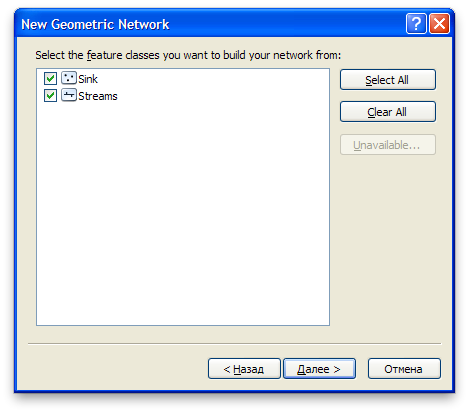 New Geometric Network
Select the feature classes you want to build your network from:
Sink
Streams
Select All
Clear All
Unavailable...
< Назад
Далее >
Отмена